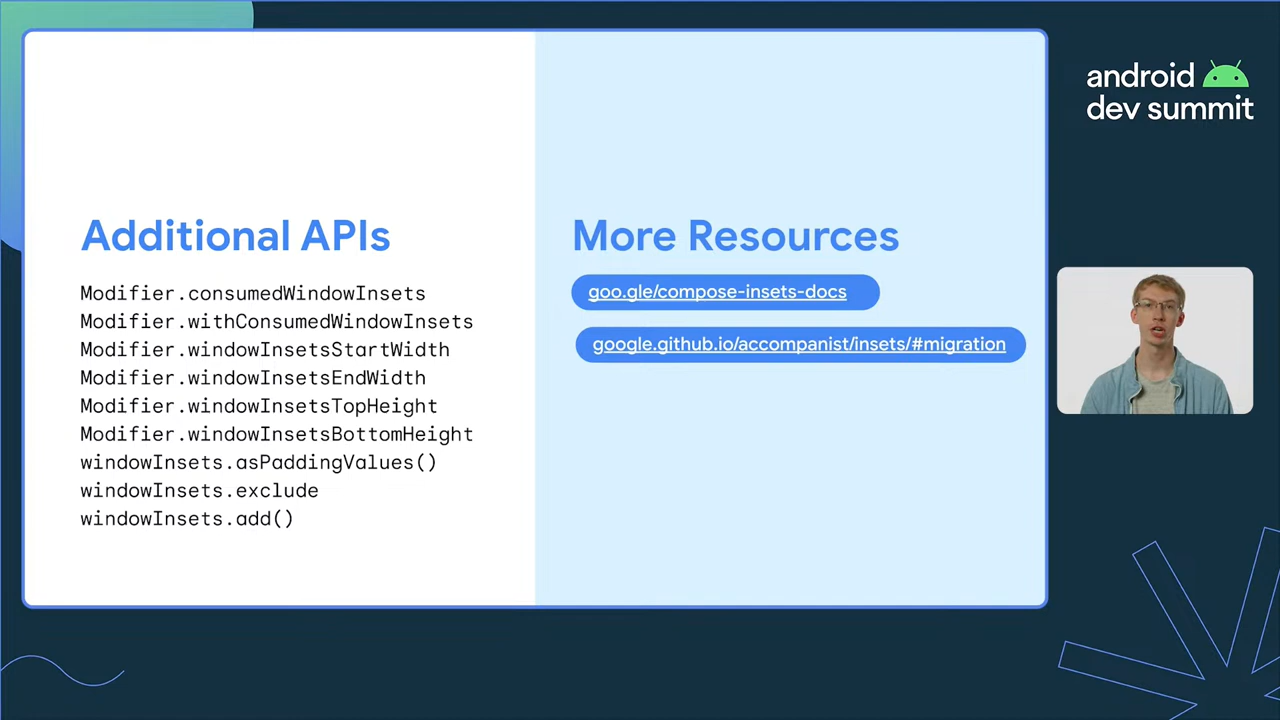 Additional APIs
Modifier.consumedWindowInsets
Modifier.withConsumedWindowInsets
Modifier.windowInsetsStartWidth
Modifier.windowInsetsEndWidth
Modifier.windowInsetsTopHeight
Modifier.windowInsetsBottomHeight
windowInsets.asPaddingValues()
windowInsets.exclude
windowInsets.add()
More Resources
goo.gle/compose-insets-docs
google.github.io/accompanist/insets/#migration
android
dev summit